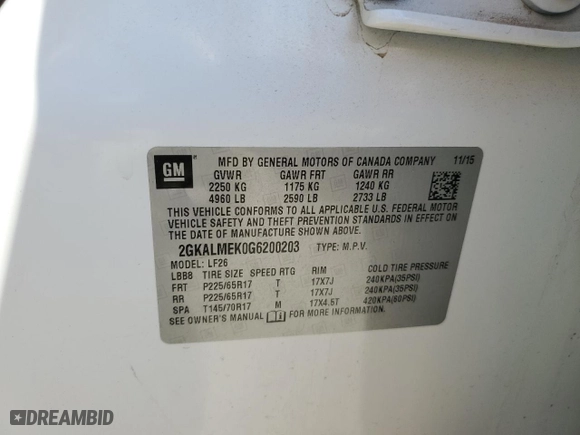 GM
MFD BY GENERAL MOTORS OF CANADA COMPANY 11/15
GVWR GAWR FRT GAWR RR
2250 KG 1175 KG 1240 KG
4960 LB 2590 LB 2733 LB
THIS VEHICLE CONFORMS TO ALL APPLICABLE U.S. FEDERAL MOTOR
VEHICLE SAFETY AND THEFT PREVENTION STANDARDS IN EFFECT ON
THE DATE OF MANUFACTURE SHOWN ABOVE.
2GKALMEK0G6200203 TYPE: M.P.V.
MODEL: LF26
LBB8 TIRE SIZE SPEED RTG RIM COLD TIRE PRESSURE
FRT P225/65R17 T 17X7J 240KPA(35PSI)
RR P225/65R17 T 17X7J 240KPA(35PSI)
SPA T145/70R17 M 17X4.5T 420KPA(60PSI)
SEE OWNER'S MANUAL FOR MORE INFORMATION.
DREAMBID